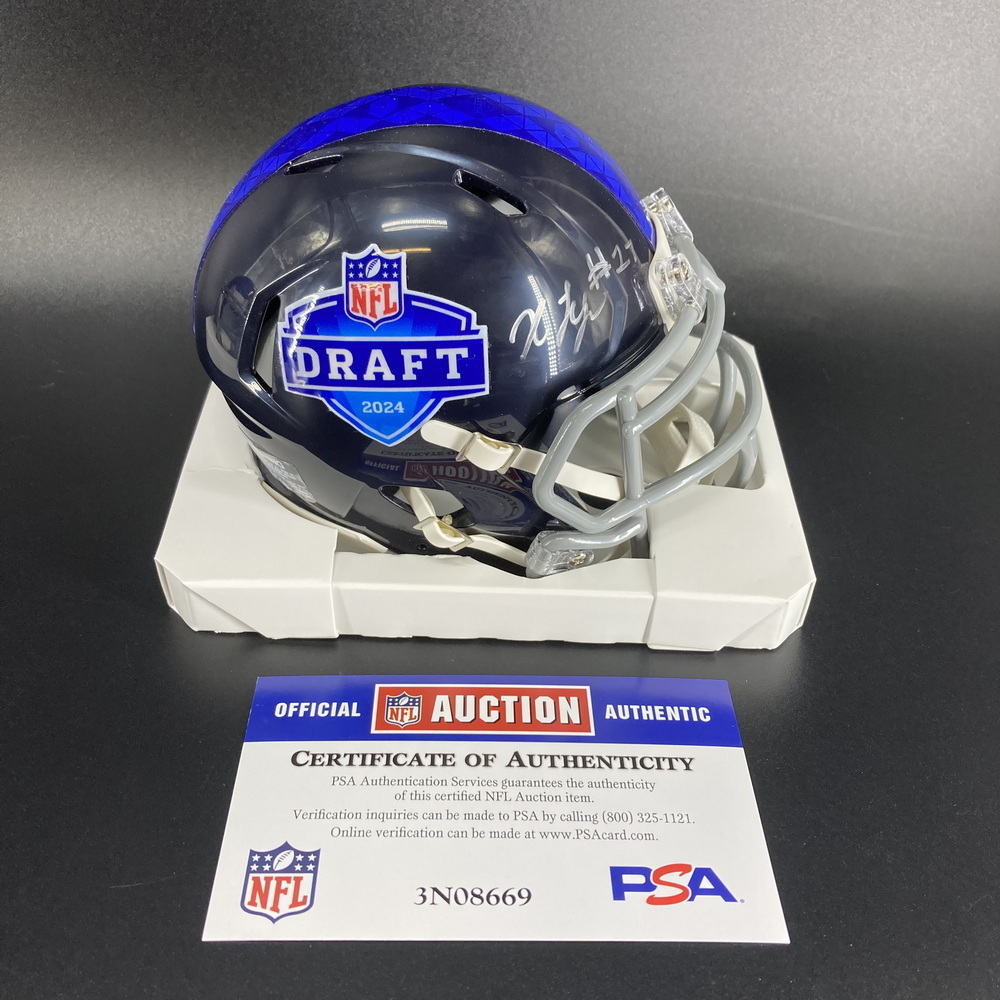 NFL
DRAFT
2024
#27
OFFICIAL NFL AUCTION AUTHENTIC
CERTIFICATE OF AUTHENTICITY
PSA Authentication Services guarantees the authenticity
of this certified NFL Auction item.
Verification inquiries can be made to PSA by calling (800) 325-1121.
Online verification can be made at www.PSAcard.com.
NFL
3N08669
PSA